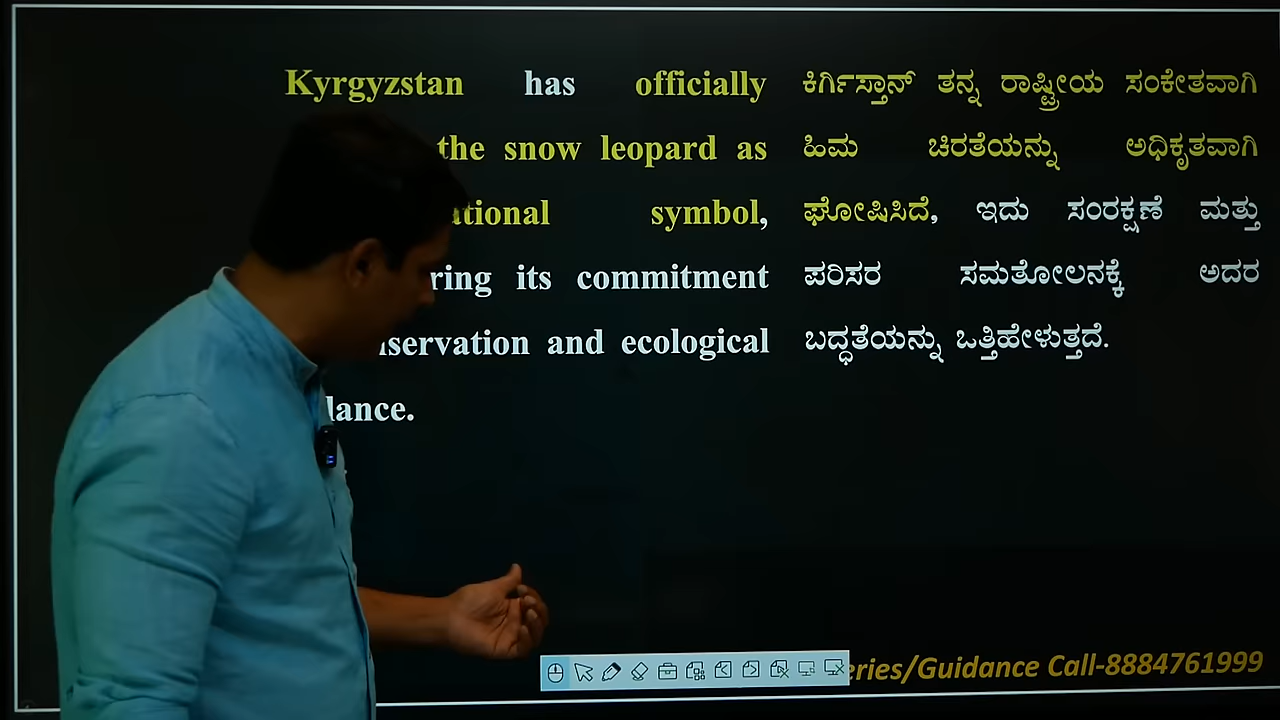 Kyrgyzstan has officially
the snow leopard as
symbol,
its commitment
and ecological
ಕಿರ್ಗಿಸ್ತಾನ್ ತನ್ನ ರಾಷ್ಟ್ರೀಯ ಸಂಕೇತವಾಗಿ
ಹಿಮ ಚಿರತೆಯನ್ನು ಅಧಿಕೃತವಾಗಿ
ಘೋಷಿಸಿದೆ, ಇದು ಸಂರಕ್ಷಣೆ ಮತ್ತು
ಪರಿಸರ ಸಮತೋಲನಕ್ಕೆ ಅದರ
ಬದ್ಧತೆಯನ್ನು ಒತ್ತಿಹೇಳುತ್ತದೆ.
/Guidance Call-8884761999